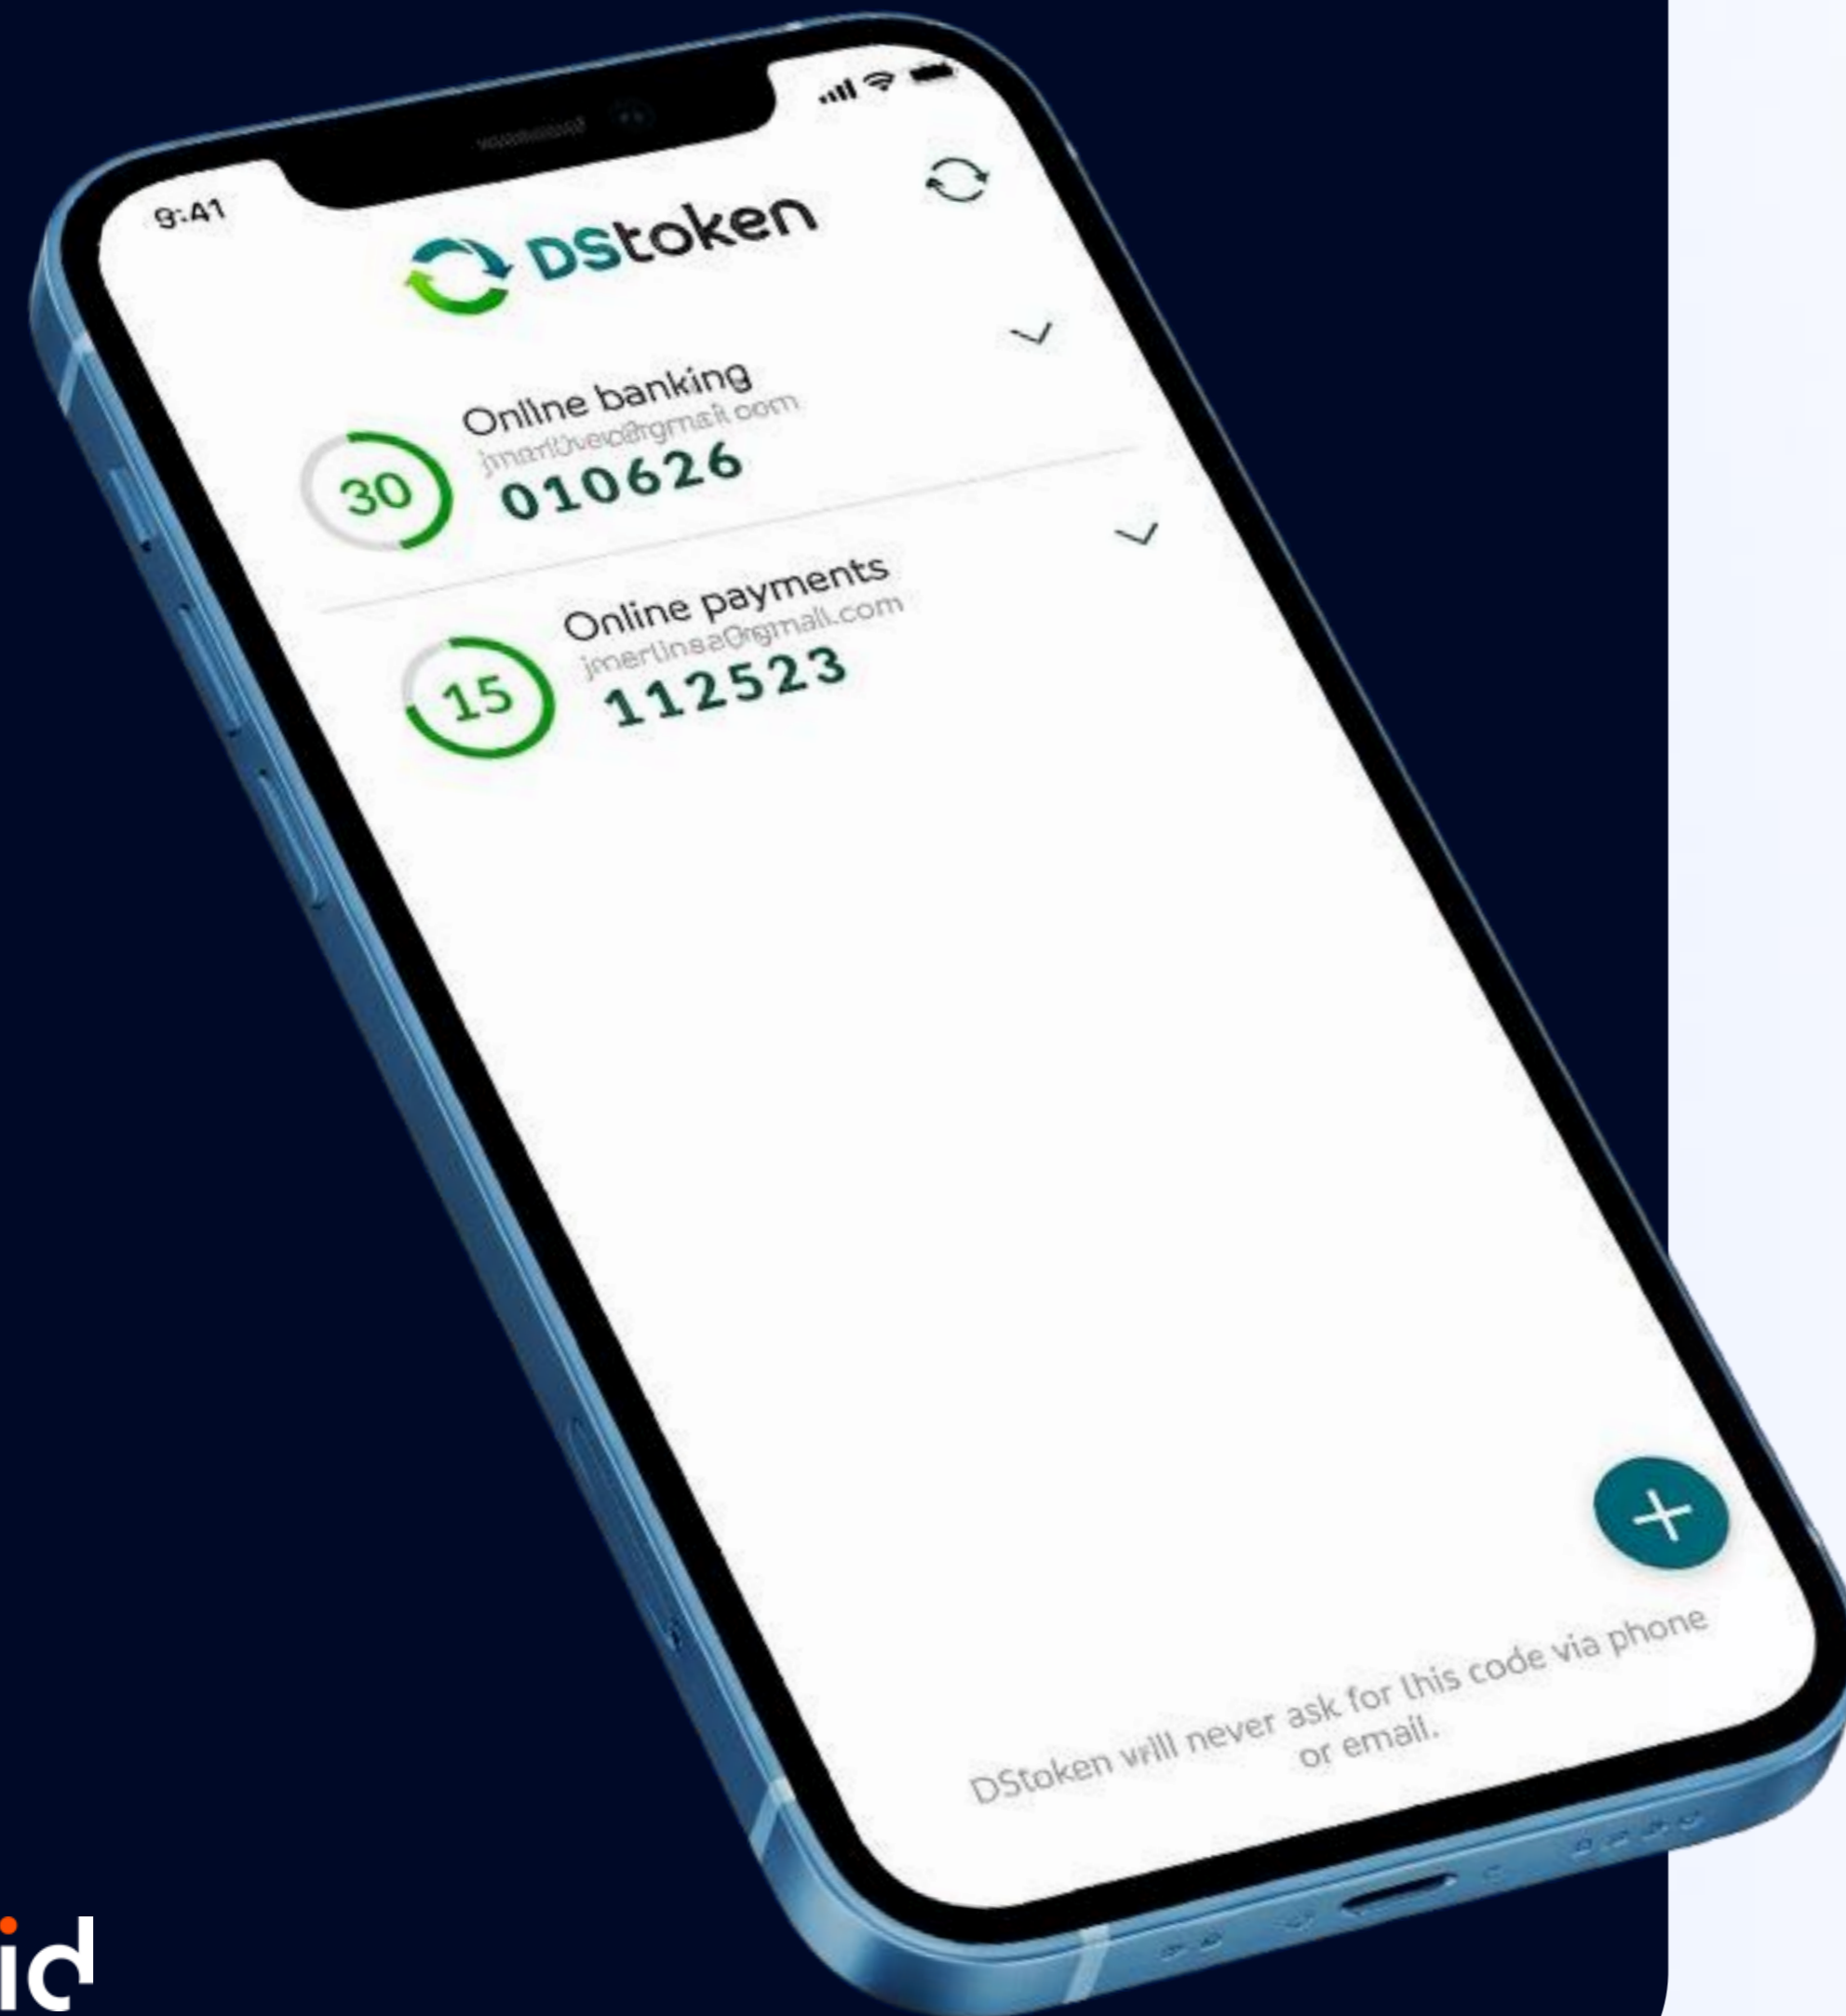 9:41
DStoken
Online banking
30
010626
Online payments
15
112523
DStoken will never ask for this code via phone
or email.
id